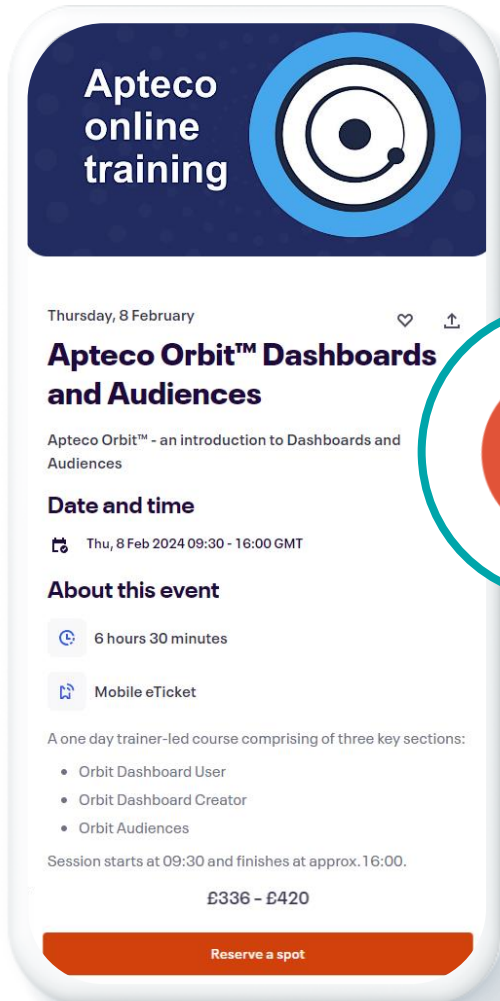 Apteco
online
training
Thursday, 8 February
Apteco Orbit™ Dashboards
and Audiences
Apteco Orbit™ - an introduction to Dashboards and
Audiences
Date and time
Thu, 8 Feb 2024 09:30 - 16:00 GMT
About this event
6 hours 30 minutes
Mobile eTicket
A one day trainer-led course comprising of three key sections:
• Orbit Dashboard User
• Orbit Dashboard Creator
• Orbit Audiences
Session starts at 09:30 and finishes at approx.16:00.
£336 – £420
Reserve a spot